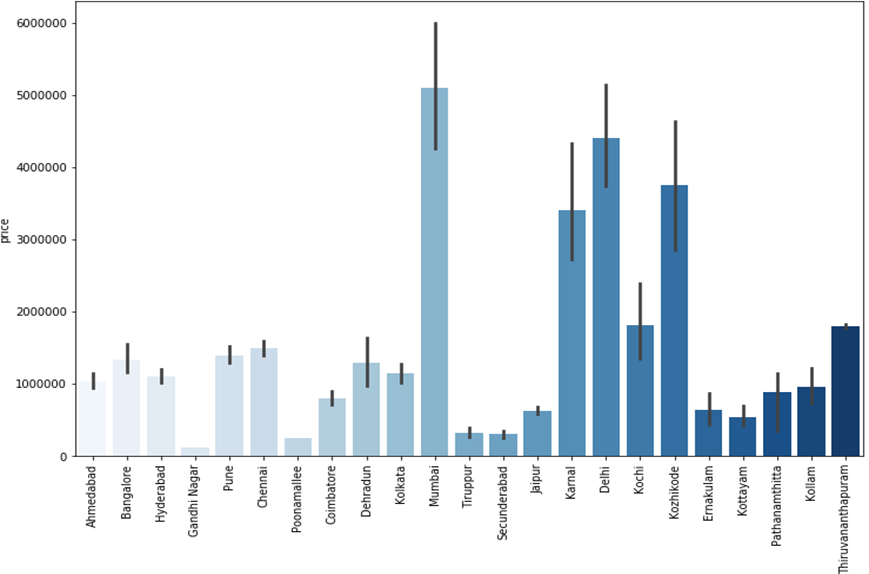 6000000
5000000
4000000
3000000
2000000
1000000
0
price
Ahmedabad
Bangalore
Hyderabad
Gandhi Nagar
Pune
Chennai
Poonamallee
Coimbatore
Dehradun
Kolkata
Mumbai
Tiruppur
Secunderabad
Jaipur
Karnal
Delhi
Kochi
Kozhikode
Ernakulam
Kottayam
Pathanamthitta
Kollam
Thiruvananthapuram